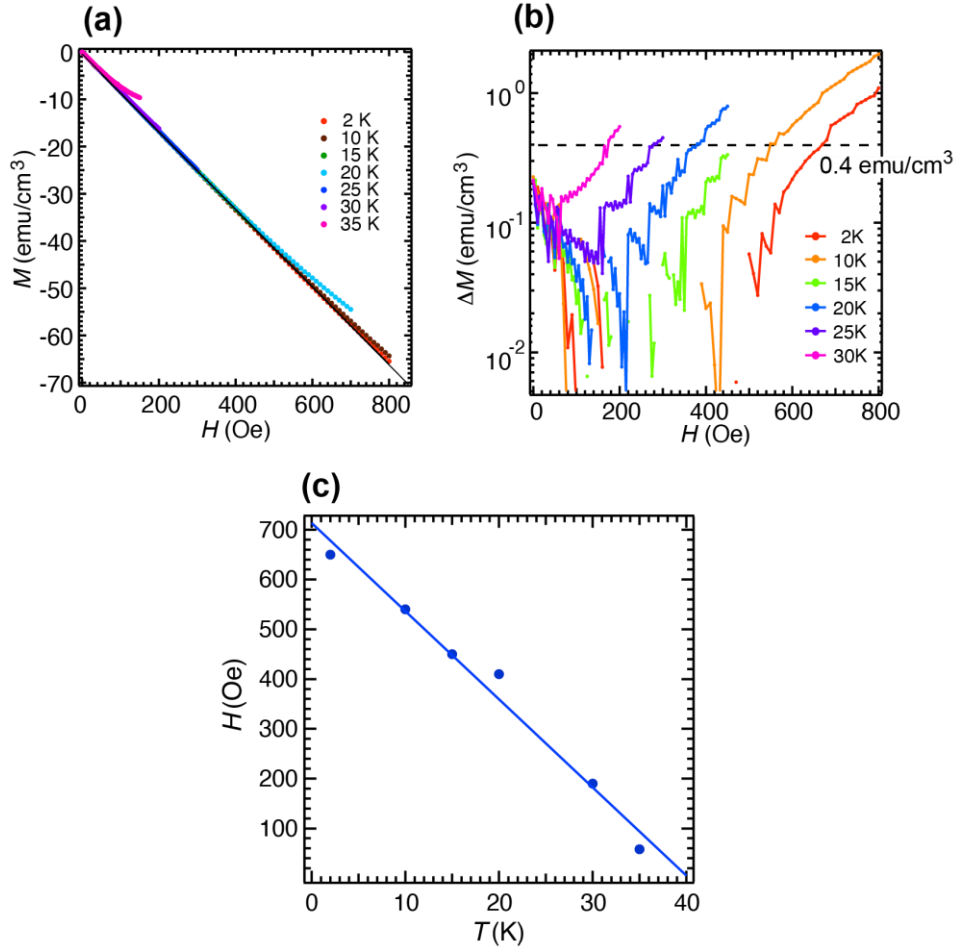 (a)
0
-10
-20
-30
-40
-50
-60
-70
M (emu/cm³)
2 K
10 K
15 K
20 K
25 K
30 K
35 K
0 200 400 600 800
H (Oe)
(b)
10⁰
10⁻¹
10⁻²
ΔM (emu/cm³)
0.4 emu/cm³
2K
10K
15K
20K
25K
30K
0 200 400 600 800
H (Oe)
(c)
700
600
500
400
300
200
100
H (Oe)
0 10 20 30 40
T (K)